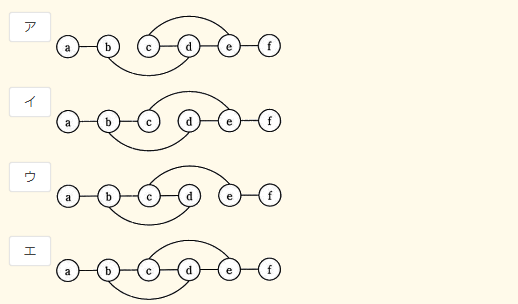 ア
a b c d e f
イ
a b c d e f
ウ
a b c d e f
エ
a b c d e f